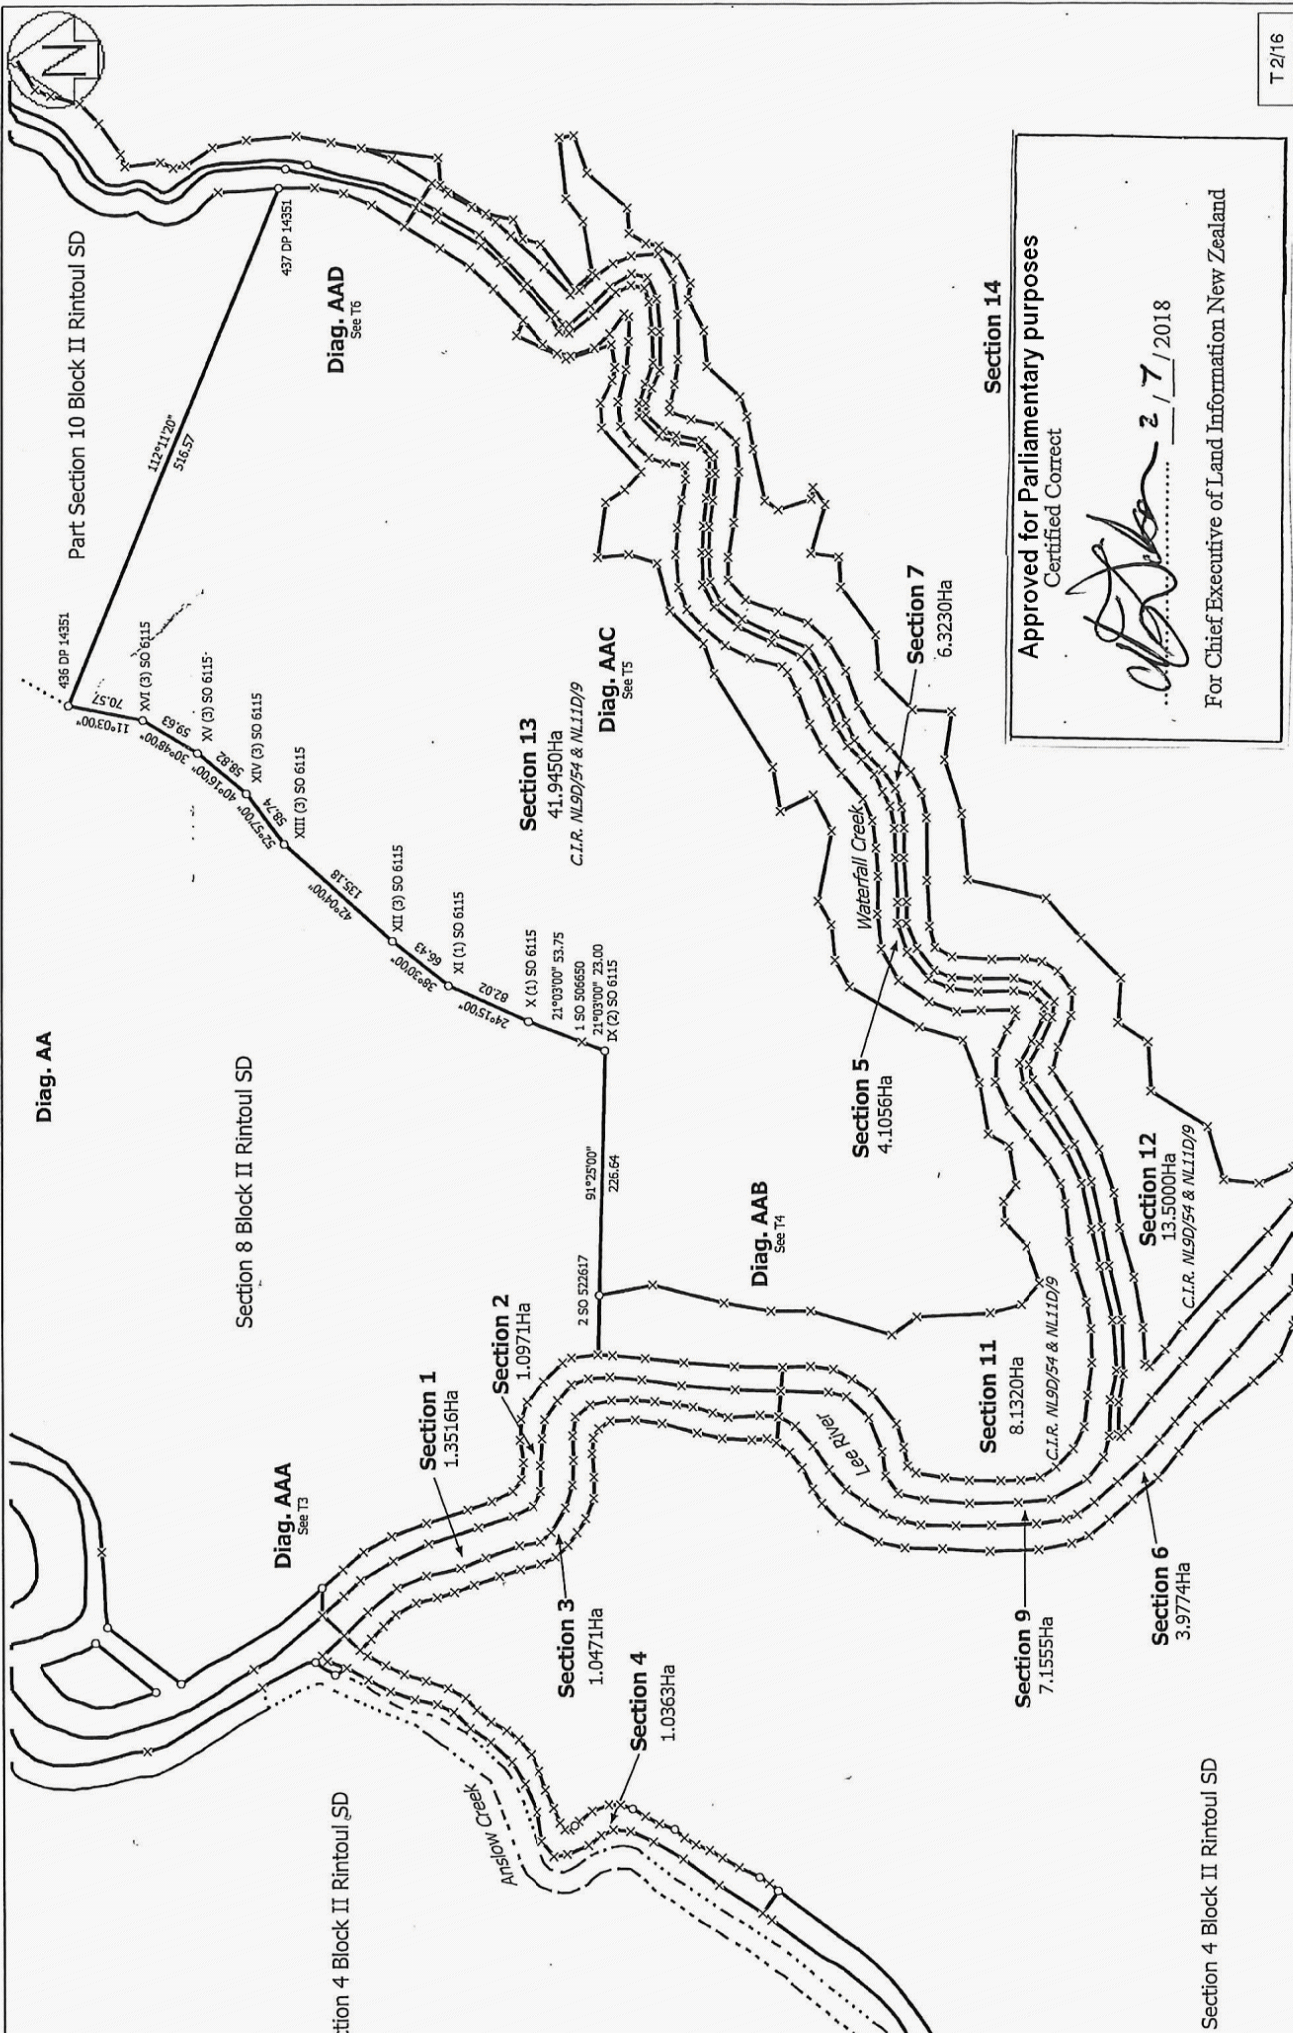 N
T 2/16
Diag. AA
Part Section 10 Block II Rintoul SD
436 DP 14351
112°11'20"
516.57
437 DP 14351
Diag. AAD
See T6
11°03'00"
70.57
XVI (3) SO 6115
30°48'00"
59.63
XV (3) SO 6115
40°16'00"
58.82
XIV (3) SO 6115
52°57'00"
58.74
XIII (3) SO 6115
42°04'00"
135.18
XII (3) SO 6115
38°30'00"
66.43
XI (1) SO 6115
24°15'00"
82.02
X (1) SO 6115
21°03'00" 53.75
1 SO 506650
21°03'00" 23.00
IX (2) SO 6115
91°25'00"
226.64
2 SO 522617
Section 8 Block II Rintoul SD
Section 13
41.9450Ha
C.I.R. NL9D/54 & NL11D/9
Diag. AAC
See T5
Diag. AAB
See T4
Diag. AAA
See T3
Section 1
1.3516Ha
Section 2
1.0971Ha
Section 3
1.0471Ha
Section 4
1.0363Ha
Anslow Creek
Lee River
Waterfall Creek
Section 5
4.1056Ha
Section 7
6.3230Ha
Section 11
8.1320Ha
C.I.R. NL9D/54 & NL11D/9
Section 12
13.5000Ha
C.I.R. NL9D/54 & NL11D/9
Section 9
7.1555Ha
Section 6
3.9774Ha
ction 4 Block II Rintoul SD
Section 4 Block II Rintoul SD
Section 14
Approved for Parliamentary purposes
Certified Correct
2/7/2018
For Chief Executive of Land Information New Zealand